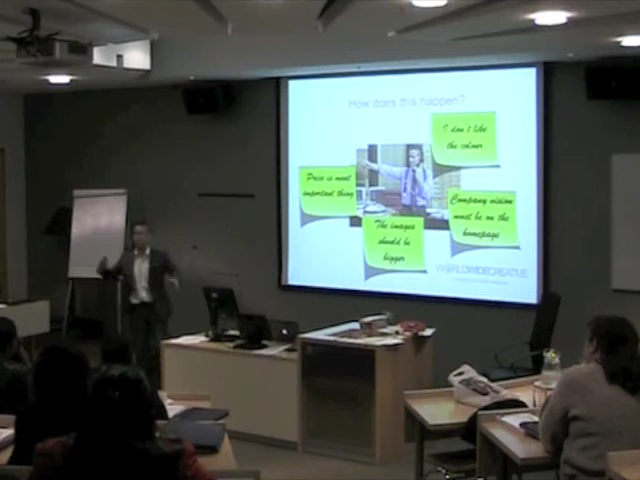 How does this happen?
I don't like
the colour
Price is most
important thing
Company vision
must be on the
homepage
The images
should be
bigger
WORLDWIDECREATIVE